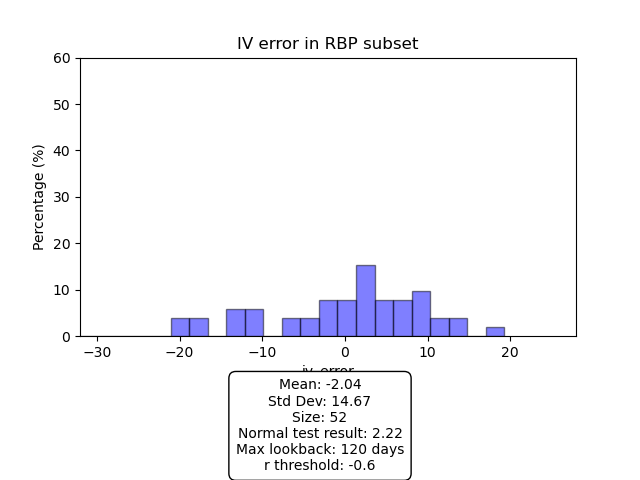 IV error in RBP subset
60
50
40
30
20
10
0
Percentage (%)
−30
−20
−10
0
10
20
iv_error
Mean: -2.04
Std Dev: 14.67
Size: 52
Normal test result: 2.22
Max lookback: 120 days
r threshold: -0.6